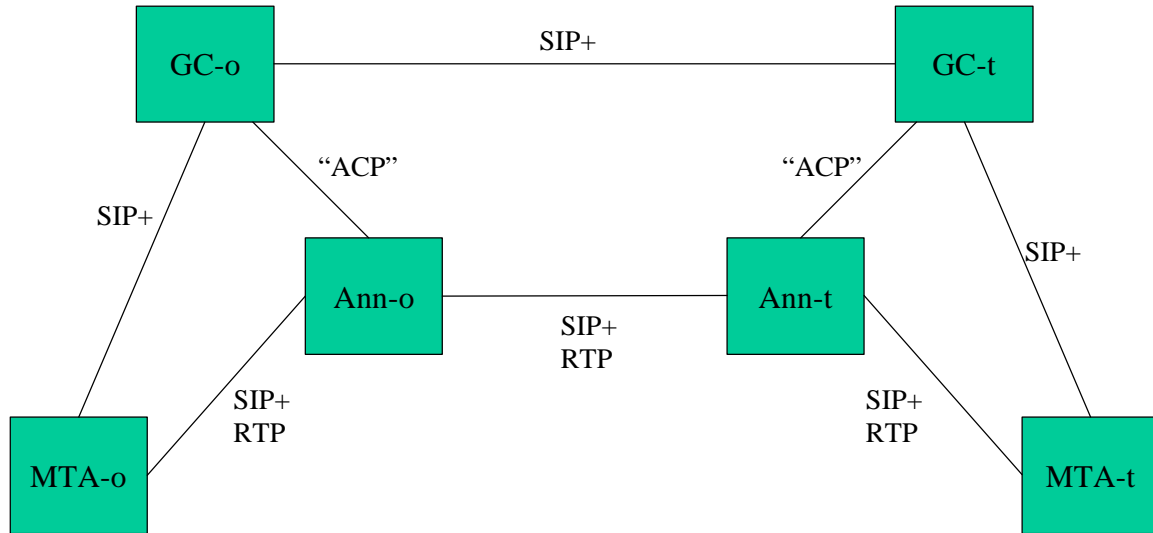 SIP+
GC-o
GC-t
“ACP”
“ACP”
SIP+
SIP+
Ann-o
Ann-t
SIP+
RTP
SIP+
RTP
SIP+
RTP
MTA-o
MTA-t